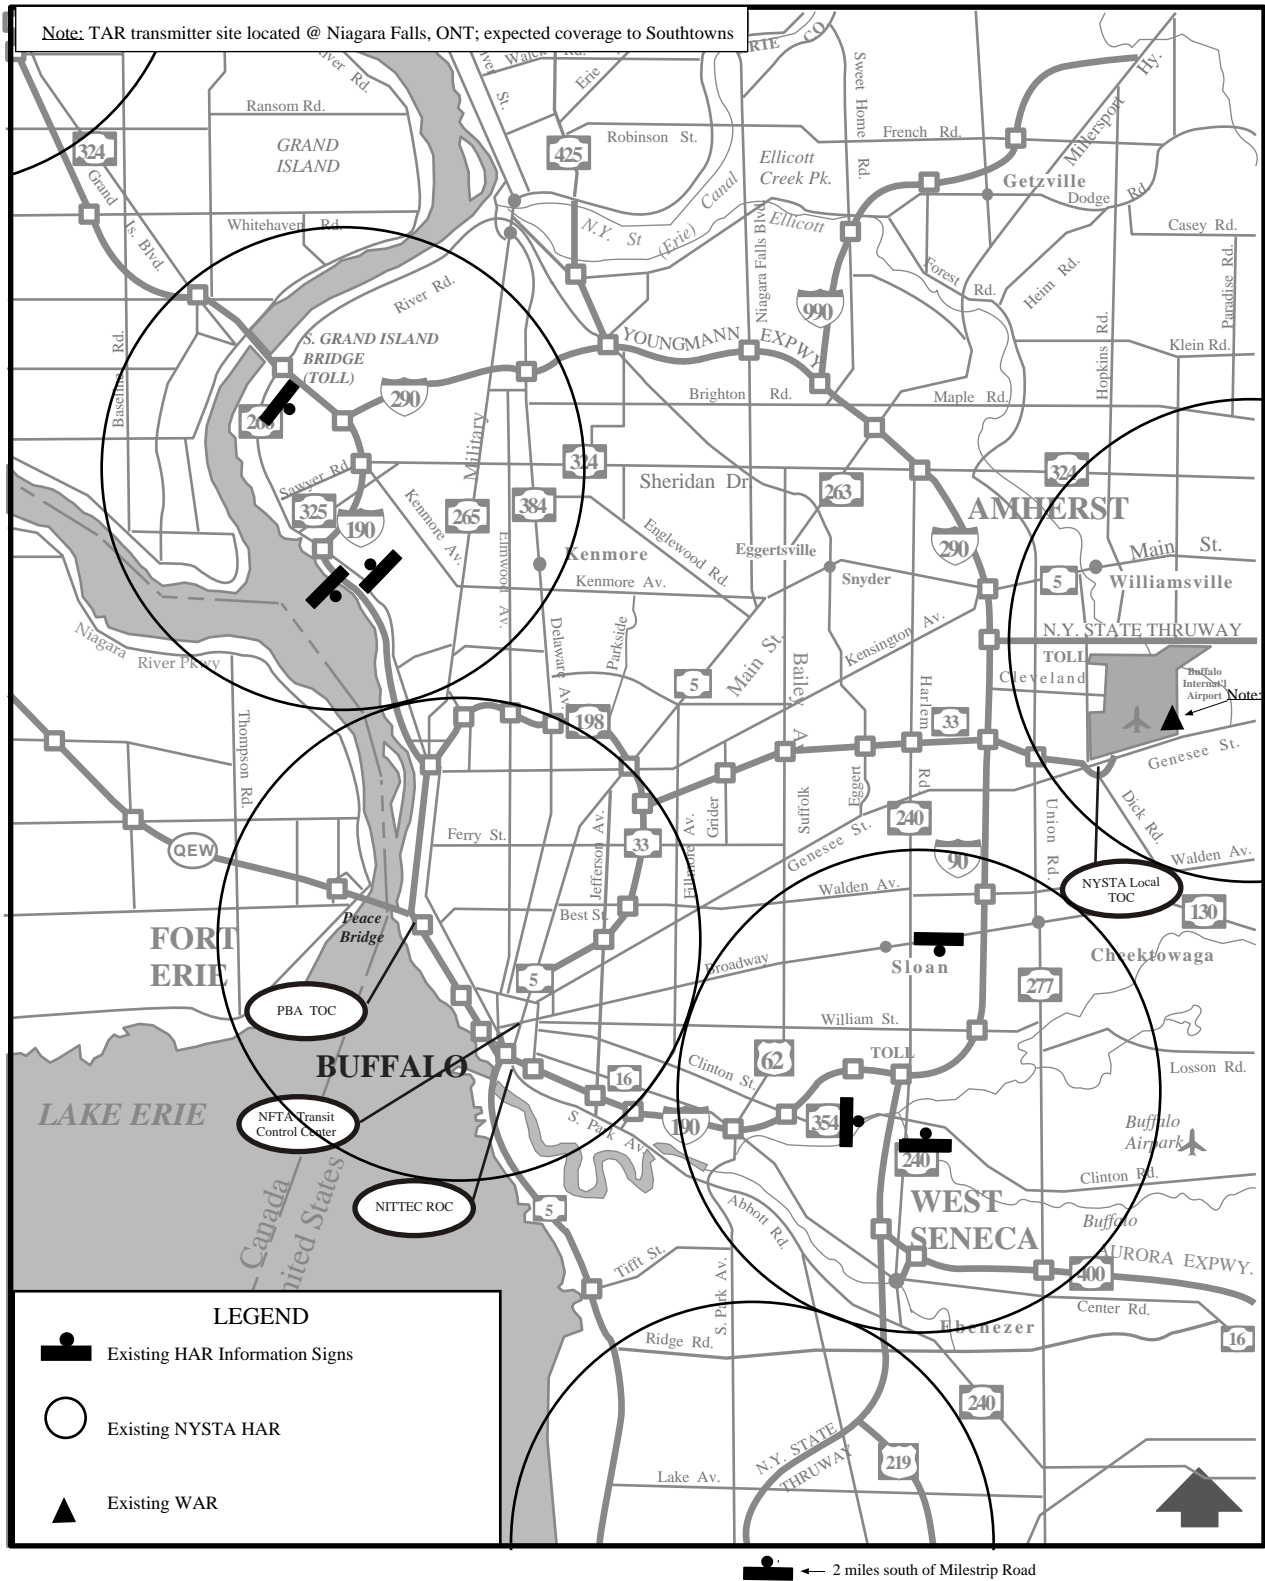 Note: TAR transmitter site located @ Niagara Falls, ONT; expected coverage to Southtowns
RIE CO
Hy.
River Rd.
River St.
Walck Rd.
Erie
Sweet Home Rd.
Millersport
Ransom Rd.
Robinson St.
French Rd.
324
425
GRAND
ISLAND
Ellicott
Creek Pk.
Getzville
Dodge Rd.
Grand Is. Blvd.
Canal
Whitehaven Rd.
N.Y. St (Erie)
Ellicott
Casey Rd.
Niagara Falls Blvd
Forest Rd.
Heim Rd.
Paradise Rd.
River Rd.
990
Baseline Rd.
S. GRAND ISLAND
BRIDGE
(TOLL)
YOUNGMANN EXPWY
Hopkins Rd.
Klein Rd.
290
Brighton Rd.
Maple Rd.
266
Military
324
Sheridan Dr.
263
324
Sawyer Rd.
325
190
Kenmore Av.
265
384
AMHERST
Englewood Rd.
Elmwood Av.
Kenmore
Eggertsville
290
Main St.
Kenmore Av.
Snyder
5
Williamsville
Niagara
River Pkwy
Delaware Av.
Parkside
Main St.
Kensington Av.
N.Y. STATE THRUWAY
TOLL
Bailey Av
Cleveland
Buffalo
Internat'l
Airport
Note:
5
Harlem Rd.
Thompson Rd.
198
33
Genesee St.
Grider
Suffolk
Eggert
Dick Rd.
Union Rd.
QEW
Ferry St.
33
Jefferson Av.
Genesee St.
240
90
Walden Av.
Walden Av.
NYSTA Local
TOC
130
Peace
Bridge
Best St.
FORT
ERIE
5
Broadway
Sloan
Cheektowaga
277
PBA TOC
William St.
BUFFALO
62
TOLL
Clinton St.
Losson Rd.
16
LAKE ERIE
NFTA Transit
Control Center
S. Park Av.
190
354
Buffalo
Airpark
240
Clinton Rd.
Canada
nited States
NITTEC ROC
5
Abbott Rd.
WEST
SENECA
Buffalo
Tifft St.
S. Park Av.
AURORA EXPWY.
400
Center Rd.
Ebenezer
16
Ridge Rd.
LEGEND
Existing HAR Information Signs
Existing NYSTA HAR
Existing WAR
240
N.Y. STATE
THRUWAY
219
Lake Av.
2 miles south of Milestrip Road